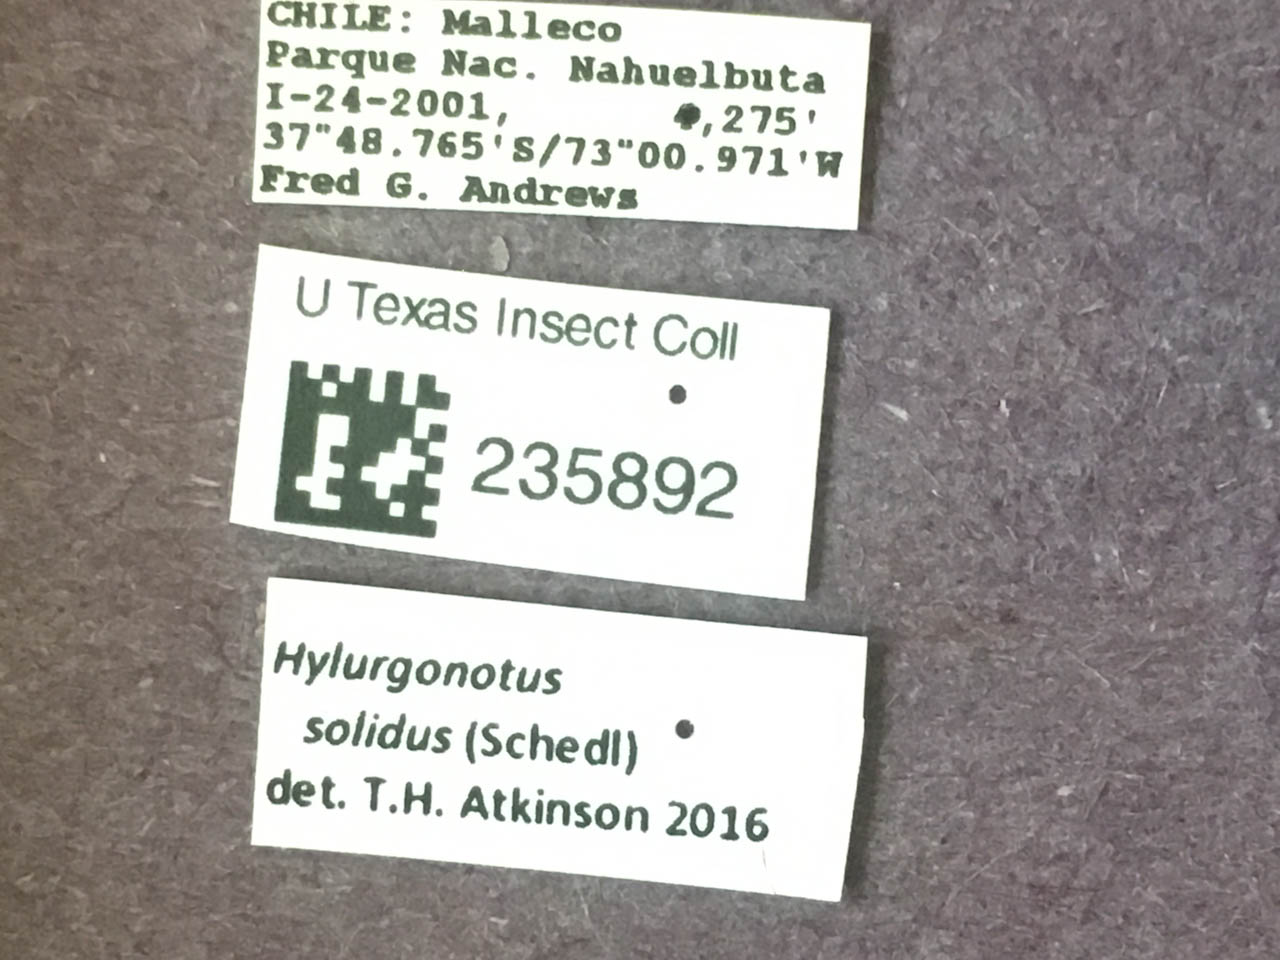 CHILE: Malleco
Parque Nac. Nahuelbuta
I-24-2001, ,275'
37"48.765'S/73"00.971'W
Fred G. Andrews
U Texas Insect Coll
235892
Hylurgonotus
solidus (Schedl)
det. T.H. Atkinson 2016